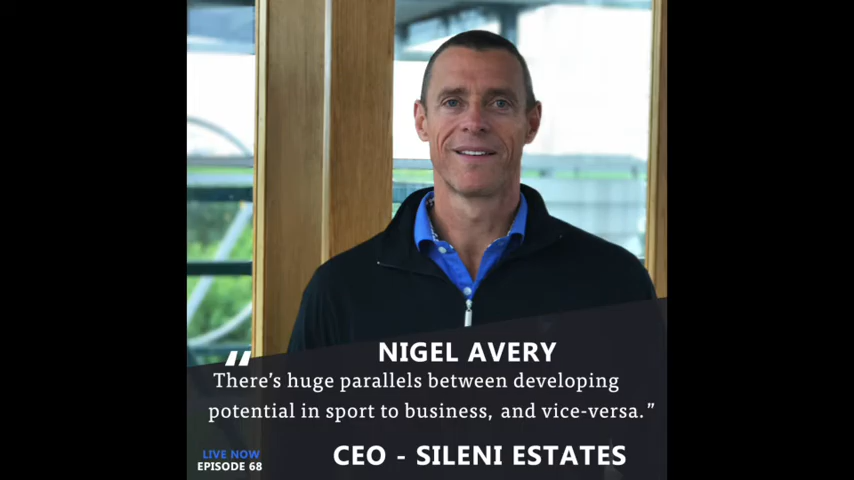 NIGEL AVERY
“There's huge parallels between developing
potential in sport to business, and vice-versa.”
LIVE NOW
EPISODE 68
CEO - SILENI ESTATES